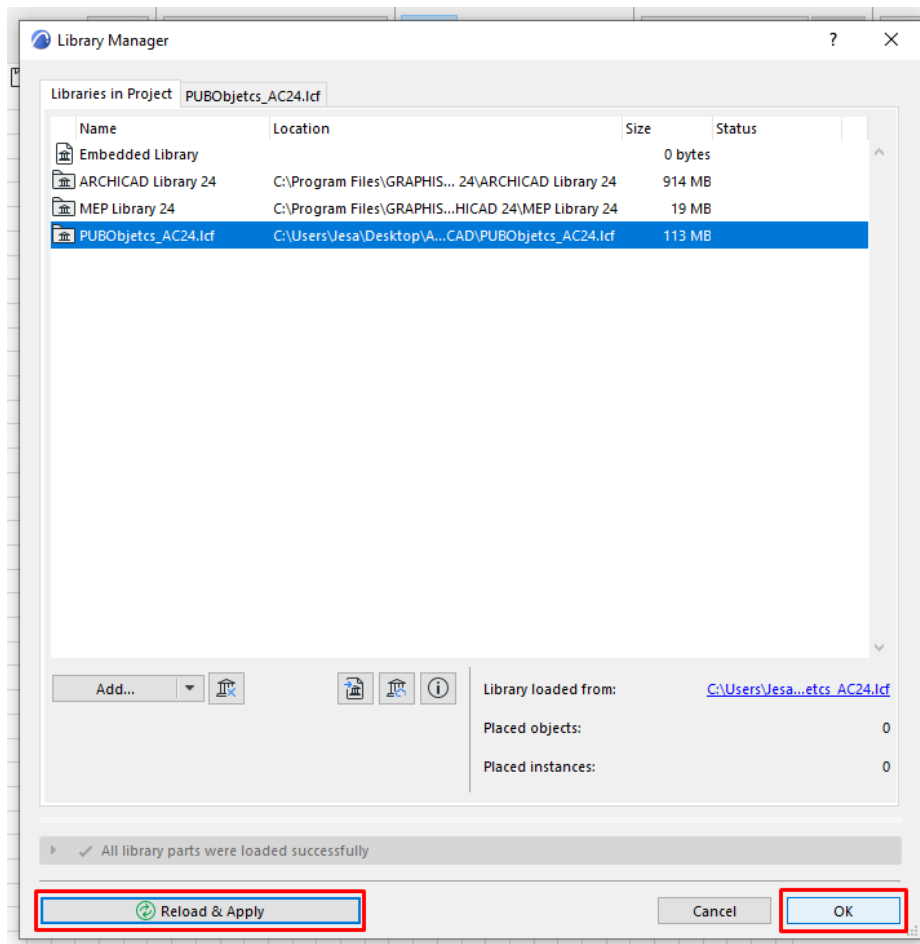 Library Manager
?
Libraries in Project PUBObjetcs_AC24.lcf
Name Location Size Status
Embedded Library 0 bytes
ARCHICAD Library 24 C:\Program Files\GRAPHIS... 24\ARCHICAD Library 24 914 MB
MEP Library 24 C:\Program Files\GRAPHIS...HICAD 24\MEP Library 24 19 MB
PUBObjetcs_AC24.lcf C:\Users\Jesa\Desktop\A...CAD\PUBObjetcs_AC24.lcf 113 MB
Add... Library loaded from: C:\Users\Jesa...etcs_AC24.lcf
Placed objects: 0
Placed instances: 0
All library parts were loaded successfully
Reload & Apply Cancel OK